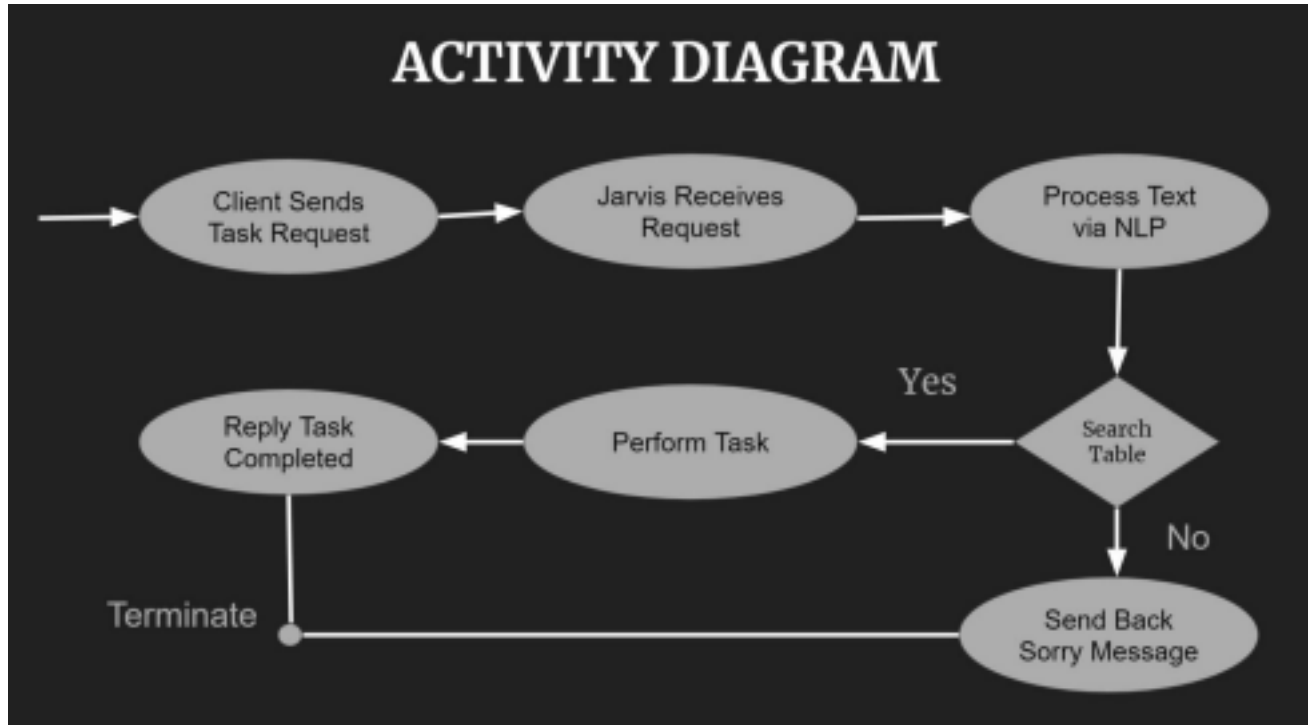 ACTIVITY DIAGRAM
Client Sends
Task Request
Jarvis Receives
Request
Process Text
via NLP
Yes
Search
Table
Perform Task
Reply Task
Completed
No
Send Back
Sorry Message
Terminate